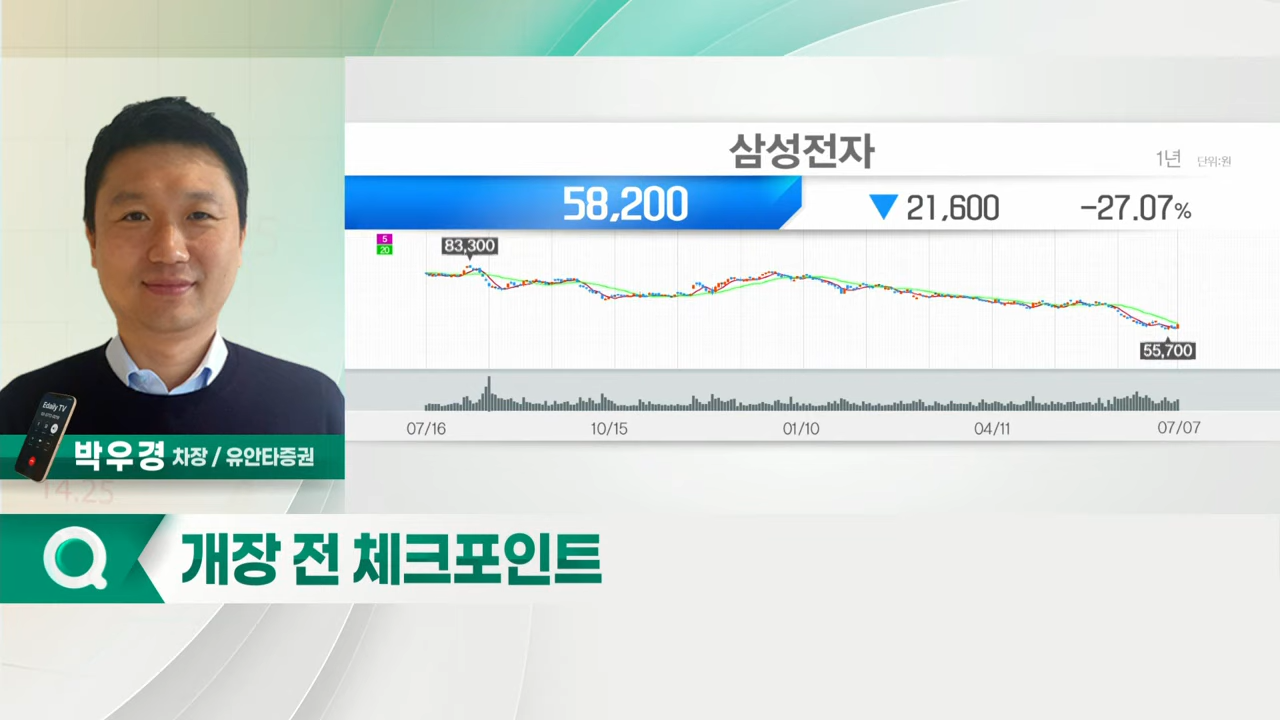 삼성전자
1년 단위:원
58,200
▼ 21,600 -27.07%
5
20
83,300
55,700
07/16 10/15 01/10 04/11 07/07
Edaily TV
박우경 차장 / 유안타증권
14.25
개장 전 체크포인트